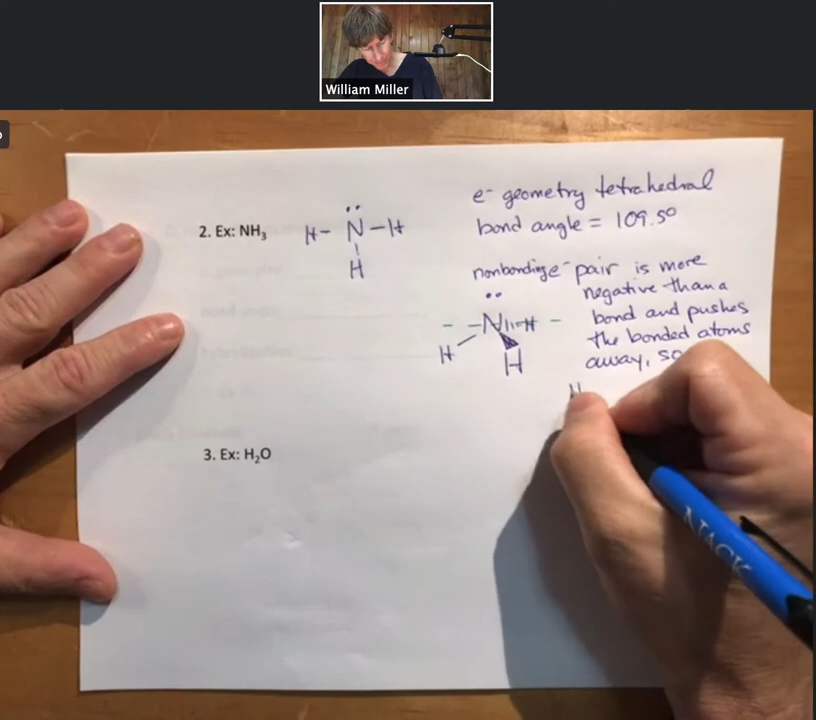 William Miller
2. Ex: NH₃
H- N̈ -H
H
e⁻ geometry tetrahedral
bond angle = 109.5°
nonbonding e⁻ pair is more
negative than a
bond and pushes
the bonded atoms
away, so
N H
H H
H
3. Ex: H₂O
NACK